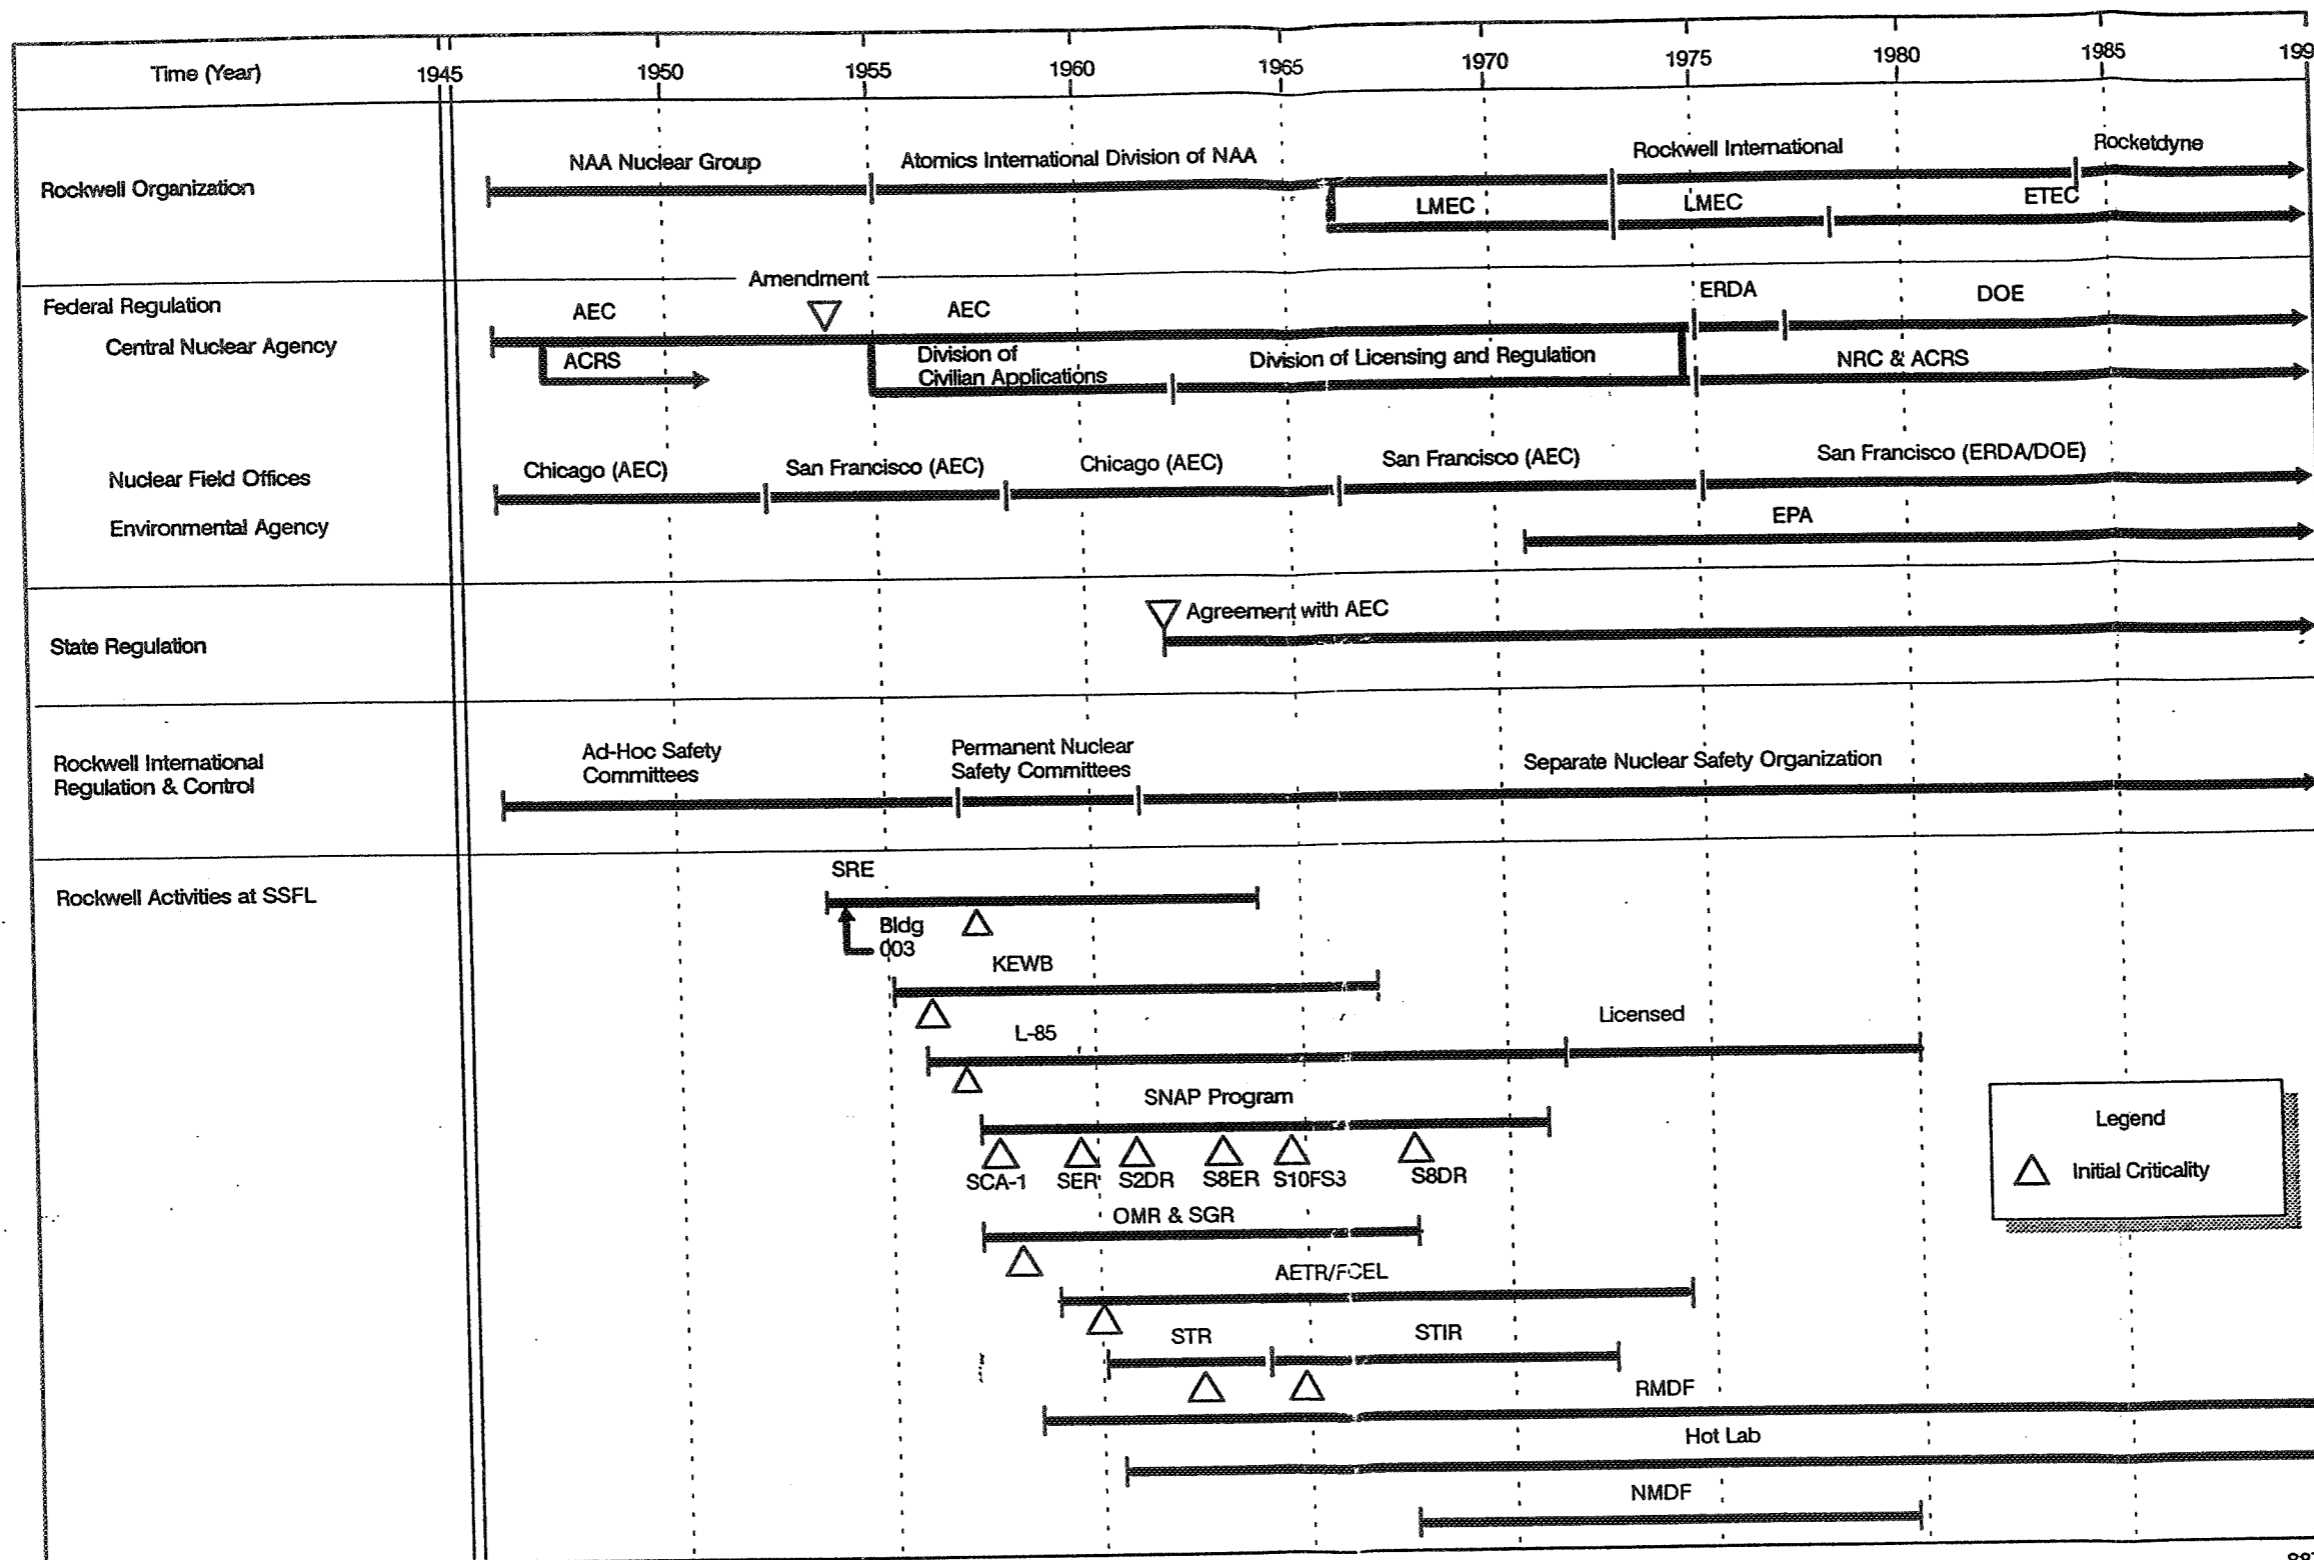 Time (Year) 1945 1950 1955 1960 1965 1970 1975 1980 1985 199
Rockwell Organization
NAA Nuclear Group
Atomics International Division of NAA
Rockwell International
Rocketdyne
LMEC
LMEC
ETEC
Federal Regulation
Central Nuclear Agency
AEC
Amendment
AEC
ERDA
DOE
ACRS
Division of
Civilian Applications
Division of Licensing and Regulation
NRC & ACRS
Nuclear Field Offices
Chicago (AEC)
San Francisco (AEC)
Chicago (AEC)
San Francisco (AEC)
San Francisco (ERDA/DOE)
Environmental Agency
EPA
State Regulation
Agreement with AEC
Rockwell International
Regulation & Control
Ad-Hoc Safety
Committees
Permanent Nuclear
Safety Committees
Separate Nuclear Safety Organization
Rockwell Activities at SSFL
SRE
Bldg
003
KEWB
L-85
Licensed
SNAP Program
SCA-1 SER S2DR S8ER S10FS3 S8DR
Legend
Initial Criticality
OMR & SGR
AETR/FCEL
STR
STIR
RMDF
Hot Lab
NMDF